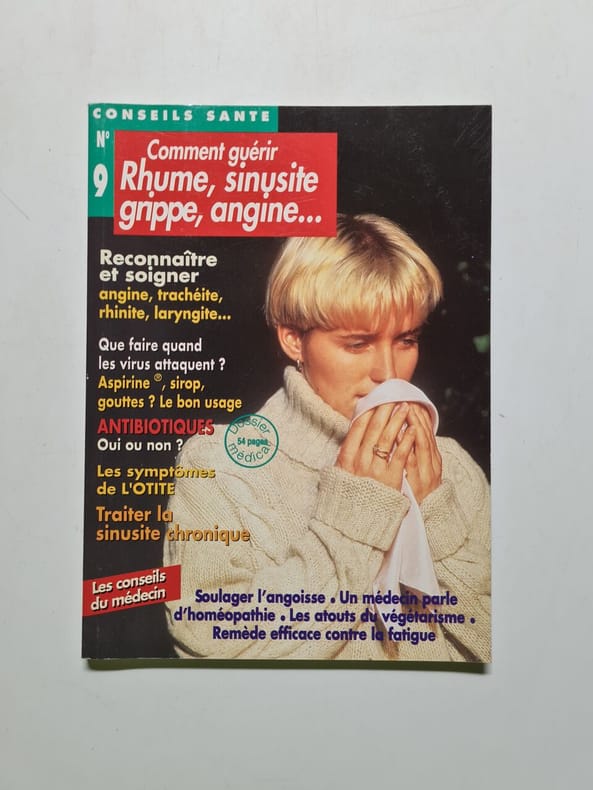 CONSEILS SANTE
N°
9
Comment guérir
Rhume, sinusite
grippe, angine...
Reconnaître
et soigner
angine, trachéite,
rhinite, laryngite...
Que faire quand
les virus attaquent ?
Aspirine ®, sirop,
gouttes ? Le bon usage
ANTIBIOTIQUES
Oui ou non ?
Dossier
54 pages
médical
Les symptômes
de L'OTITE
Traiter la
sinusite chronique
Les conseils
du médecin
Soulager l'angoisse • Un médecin parle
d'homéopathie • Les atouts du végétarisme •
Remède efficace contre la fatigue